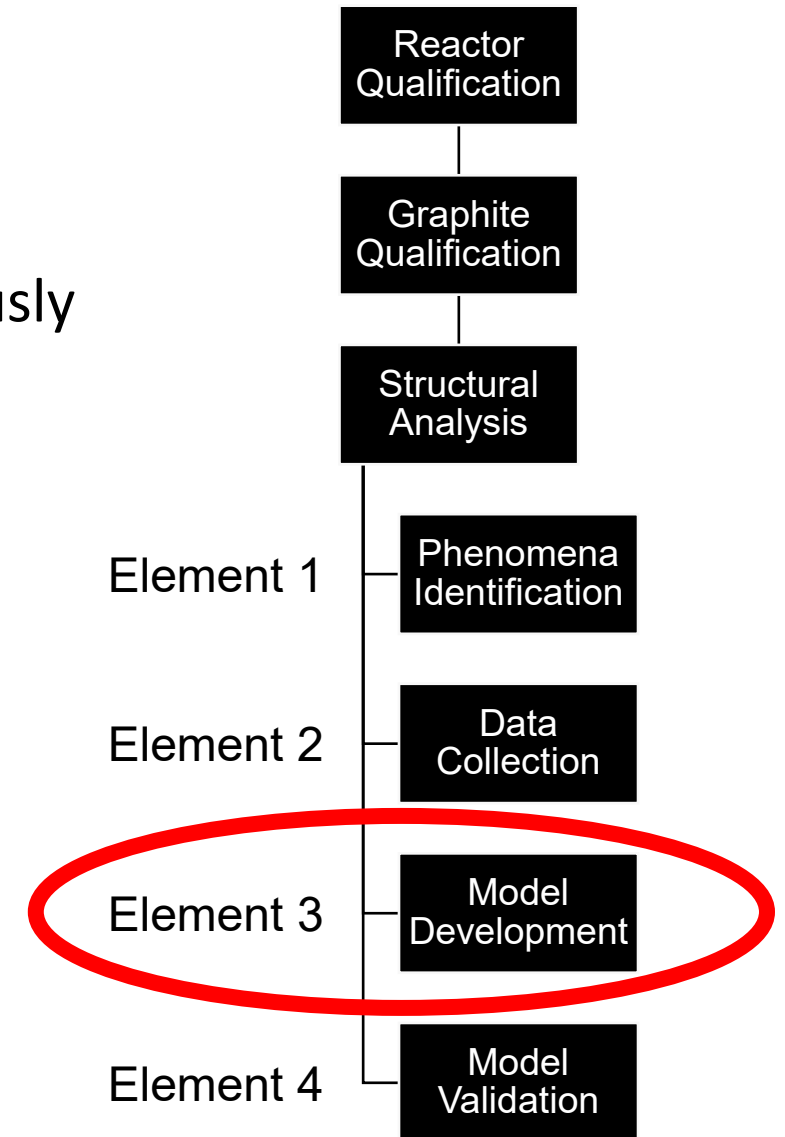 Reactor
Qualification
Graphite
Qualification
usly
Structural
Analysis
Element 1
Phenomena
Identification
Element 2
Data
Collection
Element 3
Model
Development
Element 4
Model
Validation